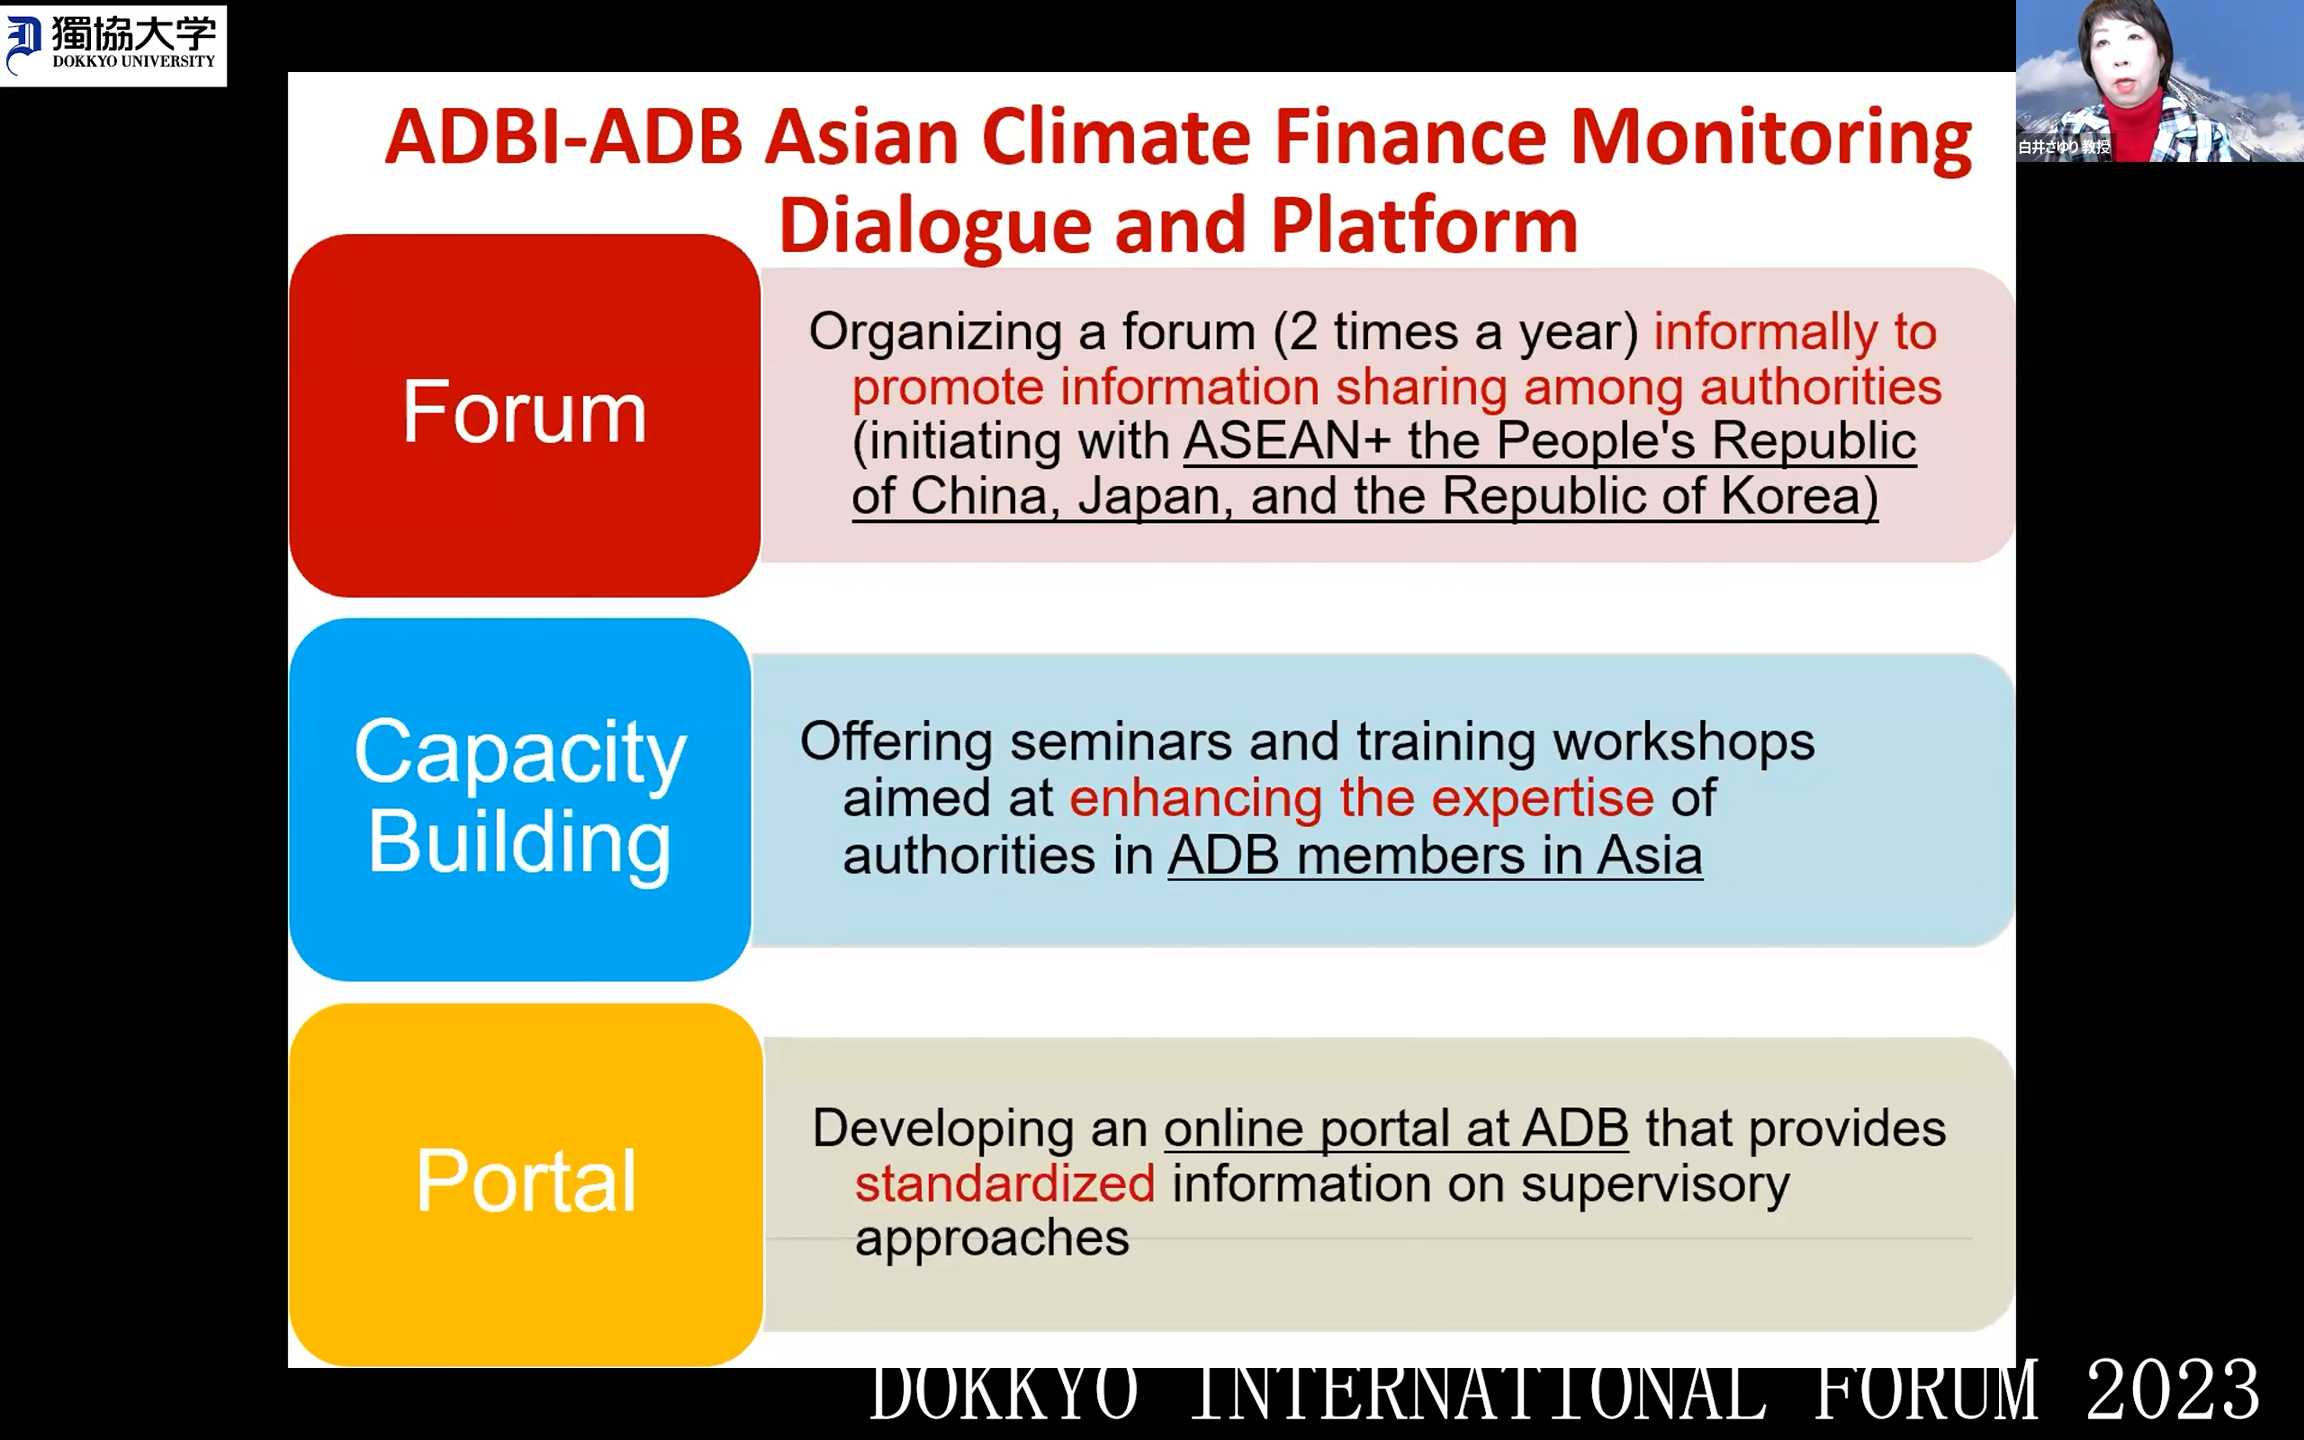 獨協大学
DOKKYO UNIVERSITY
白井さゆり 教授
ADBI-ADB Asian Climate Finance Monitoring
Dialogue and Platform
Forum
Organizing a forum (2 times a year) informally to
promote information sharing among authorities
(initiating with ASEAN+ the People's Republic
of China, Japan, and the Republic of Korea)
Capacity
Building
Offering seminars and training workshops
aimed at enhancing the expertise of
authorities in ADB members in Asia
Portal
Developing an online portal at ADB that provides
standardized information on supervisory
approaches
DOKKYO INTERNATIONAL FORUM 2023